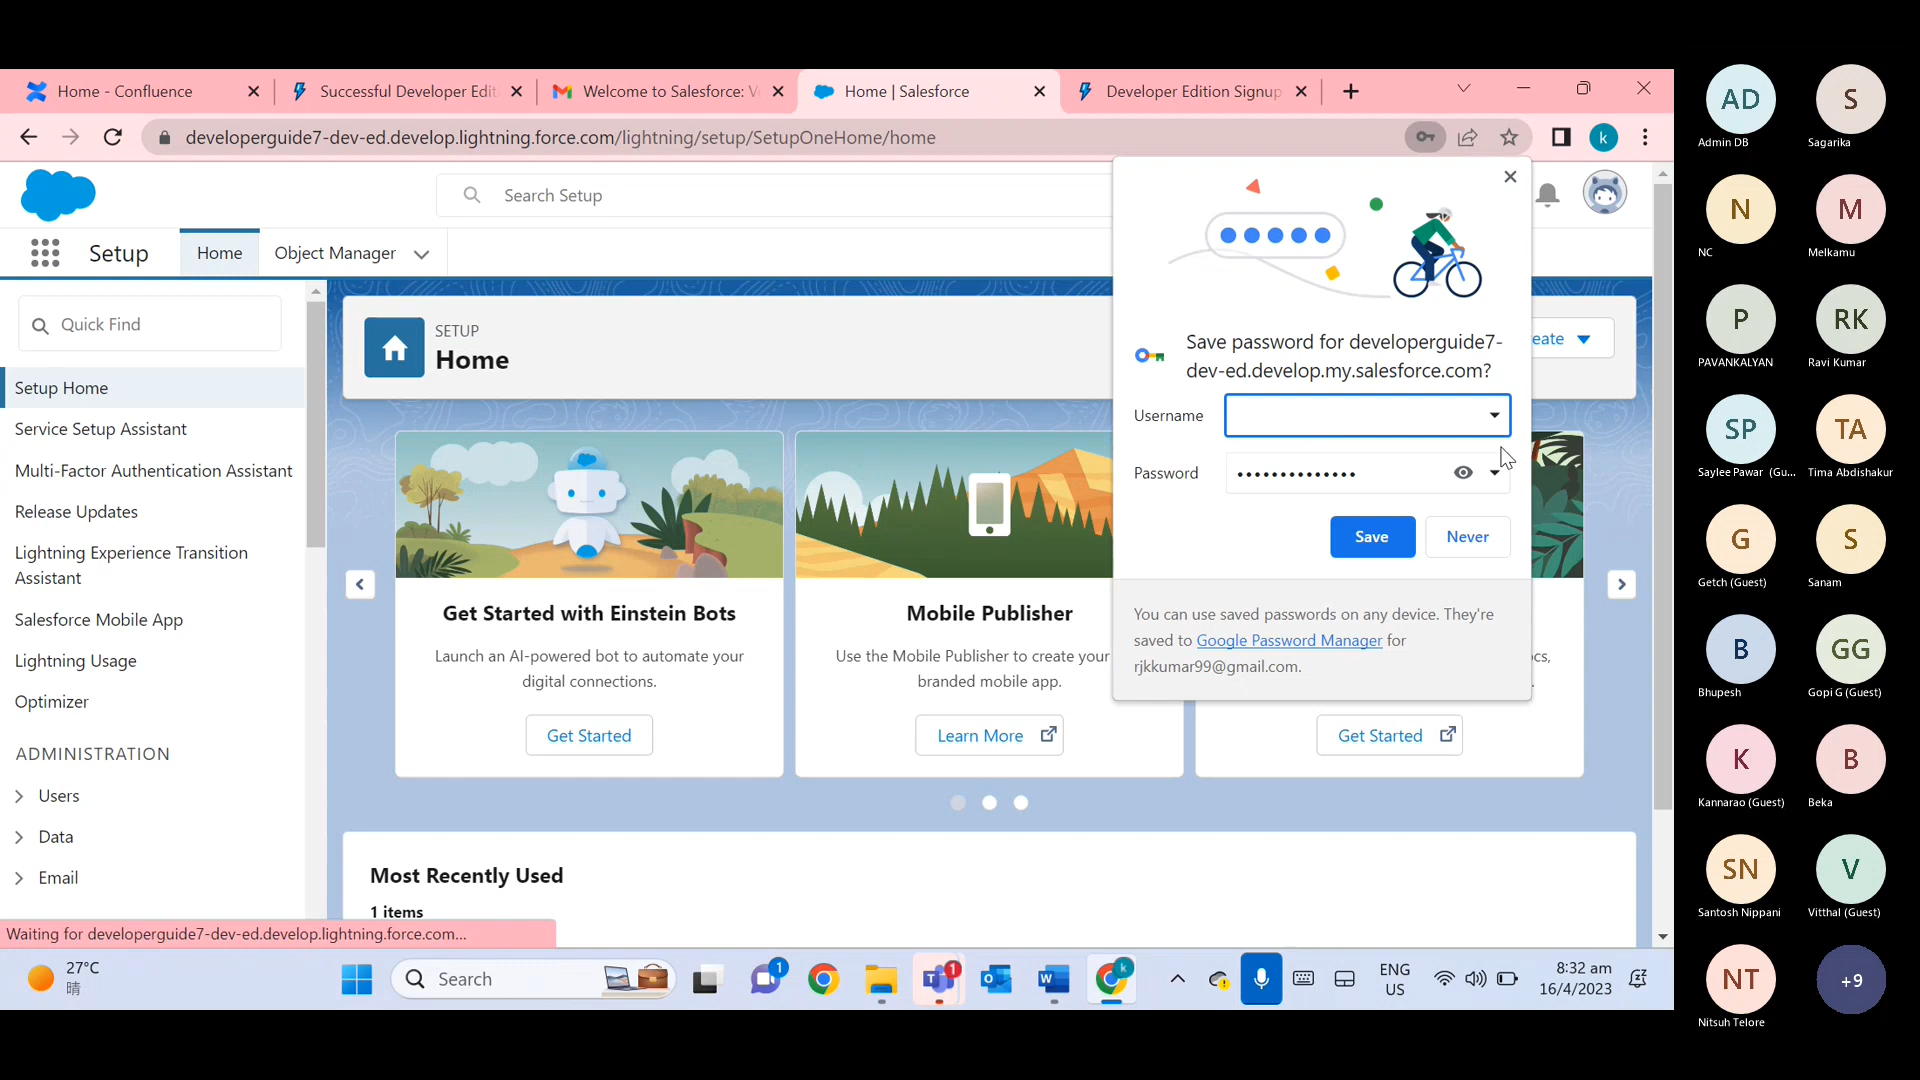 Home - Confluence
Successful Developer Edit
Welcome to Salesforce: V
Home | Salesforce
Developer Edition Signup
developerguide7-dev-ed.develop.lightning.force.com/lightning/setup/SetupOneHome/home
k
Search Setup
Setup
Home
Object Manager
Quick Find
Setup Home
Service Setup Assistant
Multi-Factor Authentication Assistant
Release Updates
Lightning Experience Transition
Assistant
Salesforce Mobile App
Lightning Usage
Optimizer
ADMINISTRATION
Users
Data
Email
SETUP
Home
eate
Get Started with Einstein Bots
Launch an AI-powered bot to automate your
digital connections.
Get Started
Mobile Publisher
Use the Mobile Publisher to create your
branded mobile app.
Learn More
Get Started
Most Recently Used
1 items
Save password for developerguide7-
dev-ed.develop.my.salesforce.com?
Username
Password
Save
Never
You can use saved passwords on any device. They're
saved to Google Password Manager for
rjkkumar99@gmail.com.
Waiting for developerguide7-dev-ed.develop.lightning.force.com...
27°C
晴
Search
1
1
k
ENG
US
8:32 am
16/4/2023
AD
Admin DB
S
Sagarika
N
NC
M
Melkamu
P
PAVANKALYAN
RK
Ravi Kumar
SP
Saylee Pawar (Gu...
TA
Tima Abdishakur
G
Getch (Guest)
S
Sanam
B
Bhupesh
GG
Gopi G (Guest)
K
Kannarao (Guest)
B
Beka
SN
Santosh Nippani
V
Vitthal (Guest)
NT
Nitsuh Telore
+9